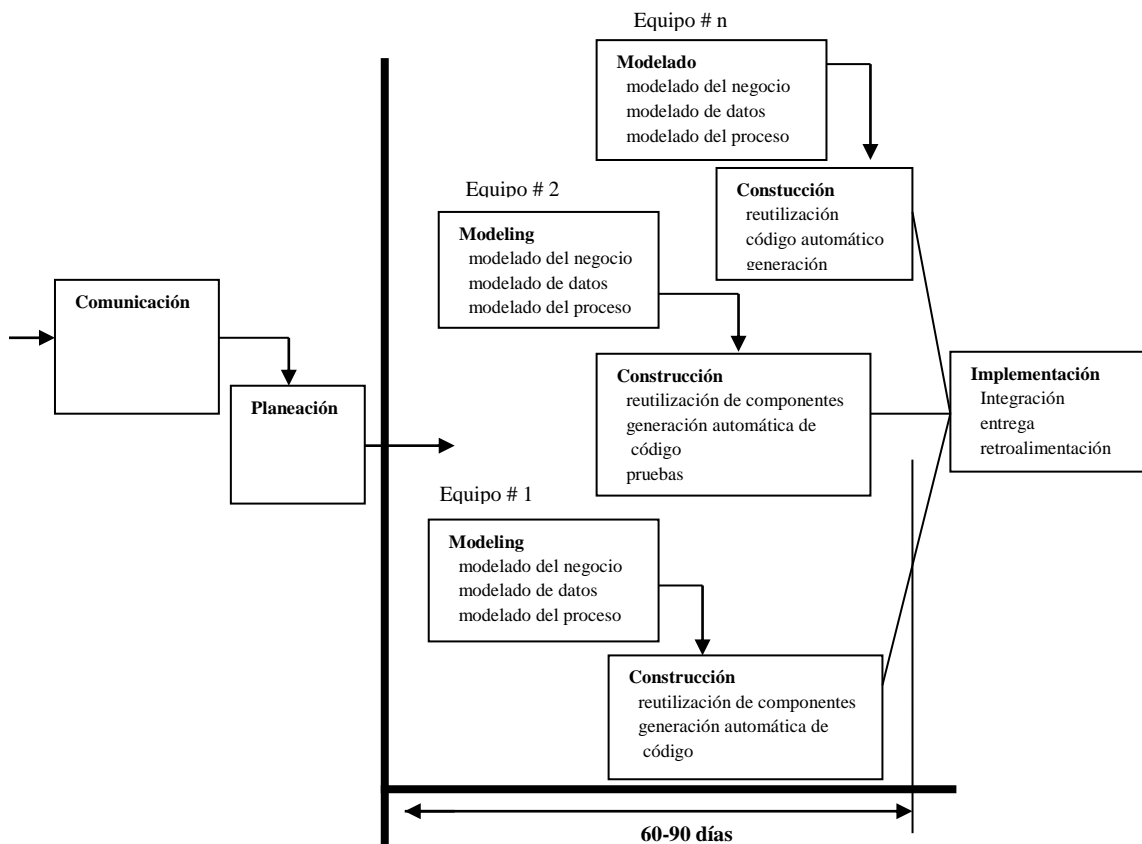 Equipo # n
Modelado
modelado del negocio
modelado de datos
modelado del proceso
Constucción
reutilización
código automático
generación
Equipo # 2
Modeling
modelado del negocio
modelado de datos
modelado del proceso
Construcción
reutilización de componentes
generación automática de
código
pruebas
Comunicación
Planeación
Implementación
Integración
entrega
retroalimentación
Equipo # 1
Modeling
modelado del negocio
modelado de datos
modelado del proceso
Construcción
reutilización de componentes
generación automática de
código
60-90 días